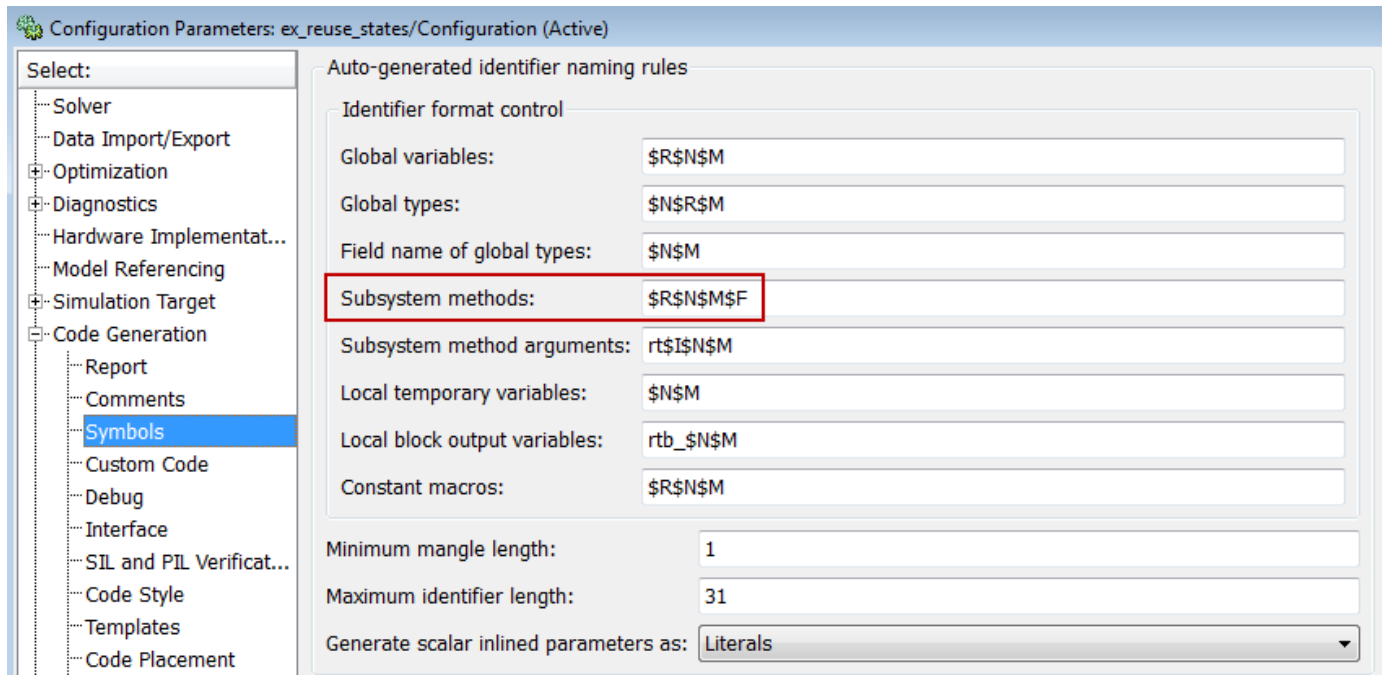 Configuration Parameters: ex_reuse_states/Configuration (Active)
Select:
Solver
Data Import/Export
Optimization
Diagnostics
Hardware Implementat...
Model Referencing
Simulation Target
Code Generation
Report
Comments
Symbols
Custom Code
Debug
Interface
SIL and PIL Verificat...
Code Style
Templates
Code Placement
Auto-generated identifier naming rules
Identifier format control
Global variables: $R$N$M
Global types: $N$R$M
Field name of global types: $N$M
Subsystem methods: $R$N$M$F
Subsystem method arguments: rt$I$N$M
Local temporary variables: $N$M
Local block output variables: rtb_$N$M
Constant macros: $R$N$M
Minimum mangle length: 1
Maximum identifier length: 31
Generate scalar inlined parameters as: Literals